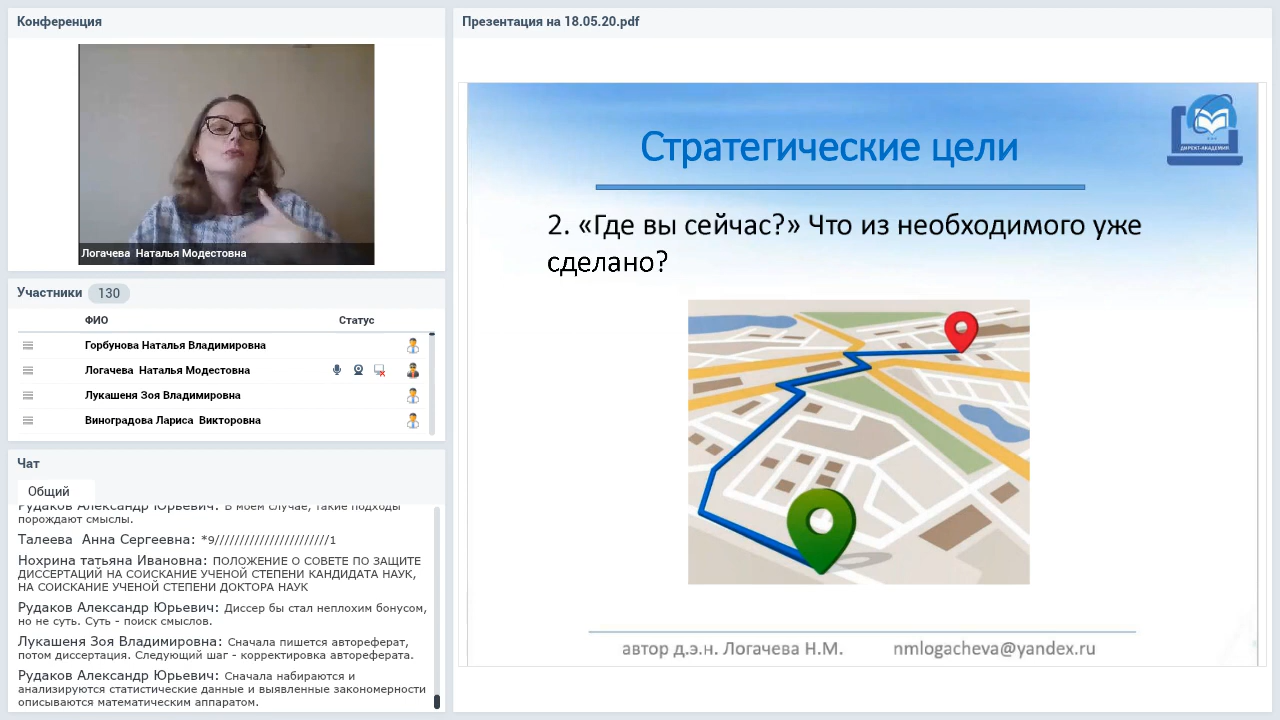 Конференция
Логачева  Наталья Модестовна
Участники 130
ФИО Статус
Горбунова Наталья Владимировна
Логачева  Наталья Модестовна
Лукашеня Зоя Владимировна
Виноградова Лариса  Викторовна
Чат
Общий
Рудаков Александр Юрьевич: В моем случае, такие подходы
порождают смыслы.
Талеева  Анна Сергеевна: *9///////////////////////1
Нохрина татьяна Ивановна: ПОЛОЖЕНИЕ О СОВЕТЕ ПО ЗАЩИТЕ
ДИССЕРТАЦИЙ НА СОИСКАНИЕ УЧЕНОЙ СТЕПЕНИ КАНДИДАТА НАУК,
НА СОИСКАНИЕ УЧЕНОЙ СТЕПЕНИ ДОКТОРА НАУК
Рудаков Александр Юрьевич: Диссер бы стал неплохим бонусом,
но не суть. Суть - поиск смыслов.
Лукашеня Зоя Владимировна: Сначала пишется автореферат,
потом диссертация. Следующий шаг - корректировка автореферата.
Рудаков Александр Юрьевич: Сначала набираются и
анализируются статистические данные и выявленные закономерности
описываются математическим аппаратом.
Презентация на 18.05.20.pdf
ДИРЕКТ-АКАДЕМИЯ
Стратегические цели
2. «Где вы сейчас?» Что из необходимого уже
сделано?
автор д.э.н. Логачева Н.М. nmlogacheva@yandex.ru